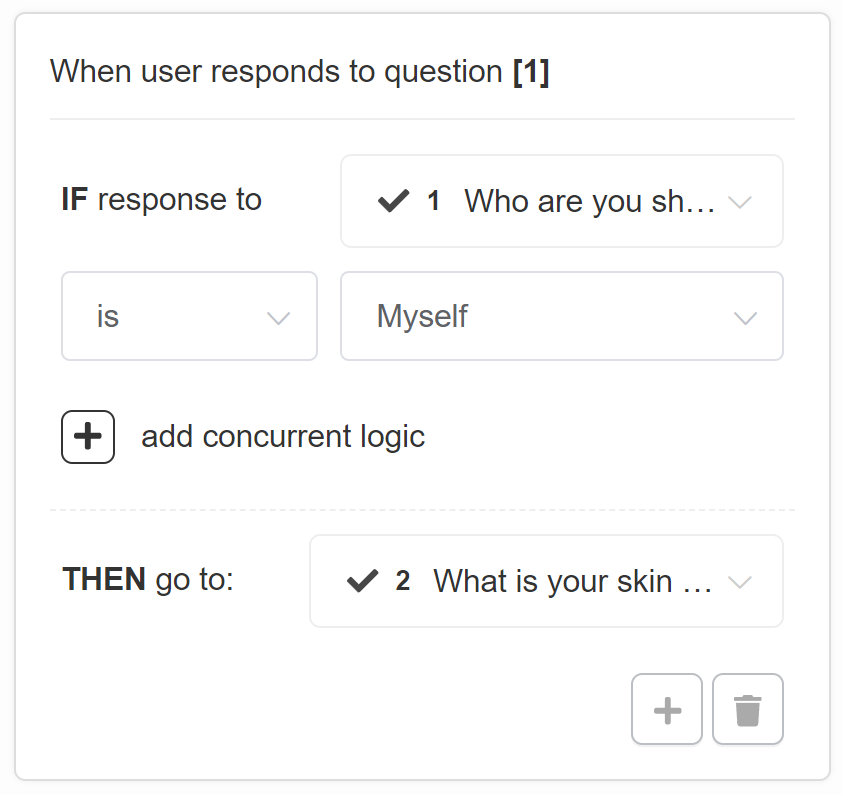 When user responds to question [1]
IF response to
1 Who are you sh...
is
Myself
add concurrent logic
THEN go to:
2 What is your skin ...